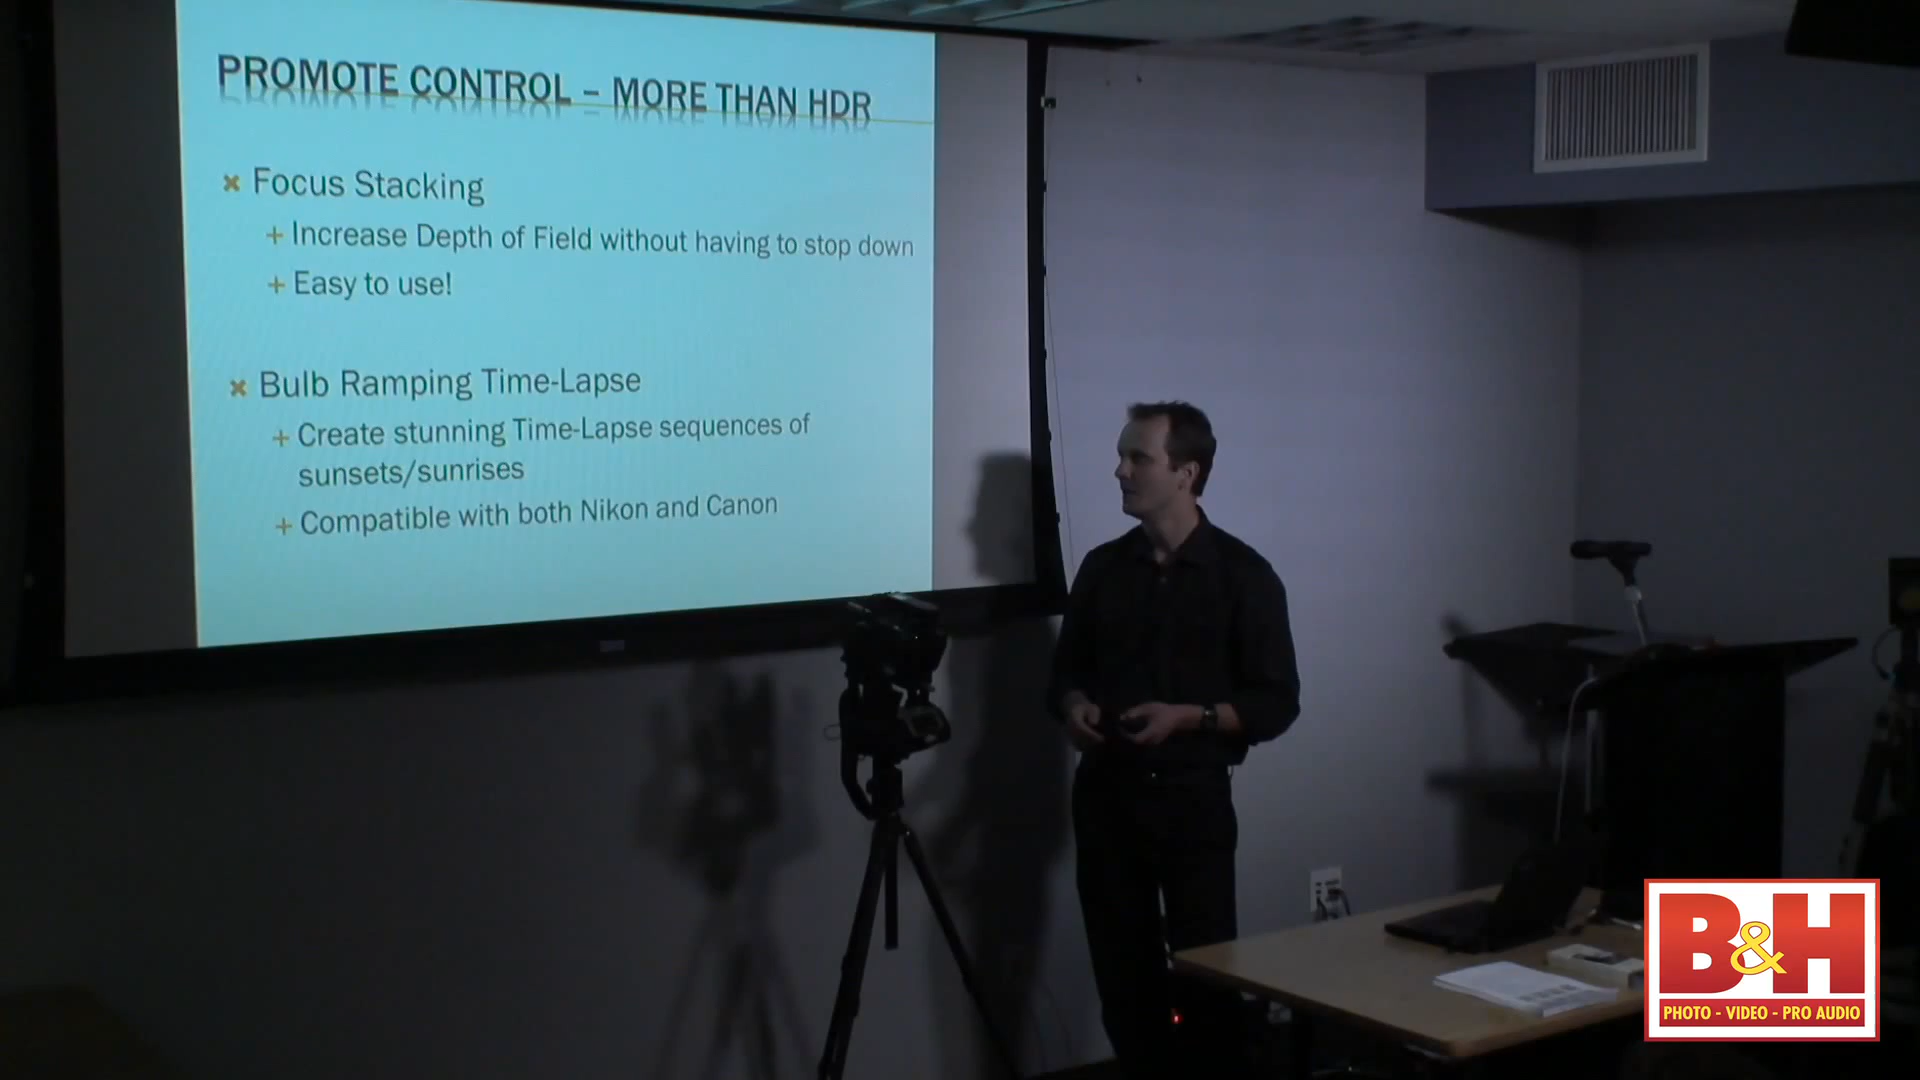 PROMOTE CONTROL – MORE THAN HDR
Focus Stacking
Increase Depth of Field without having to stop down
Easy to use!
Bulb Ramping Time-Lapse
Create stunning Time-Lapse sequences of
sunsets/sunrises
Compatible with both Nikon and Canon
B&H
PHOTO - VIDEO - PRO AUDIO